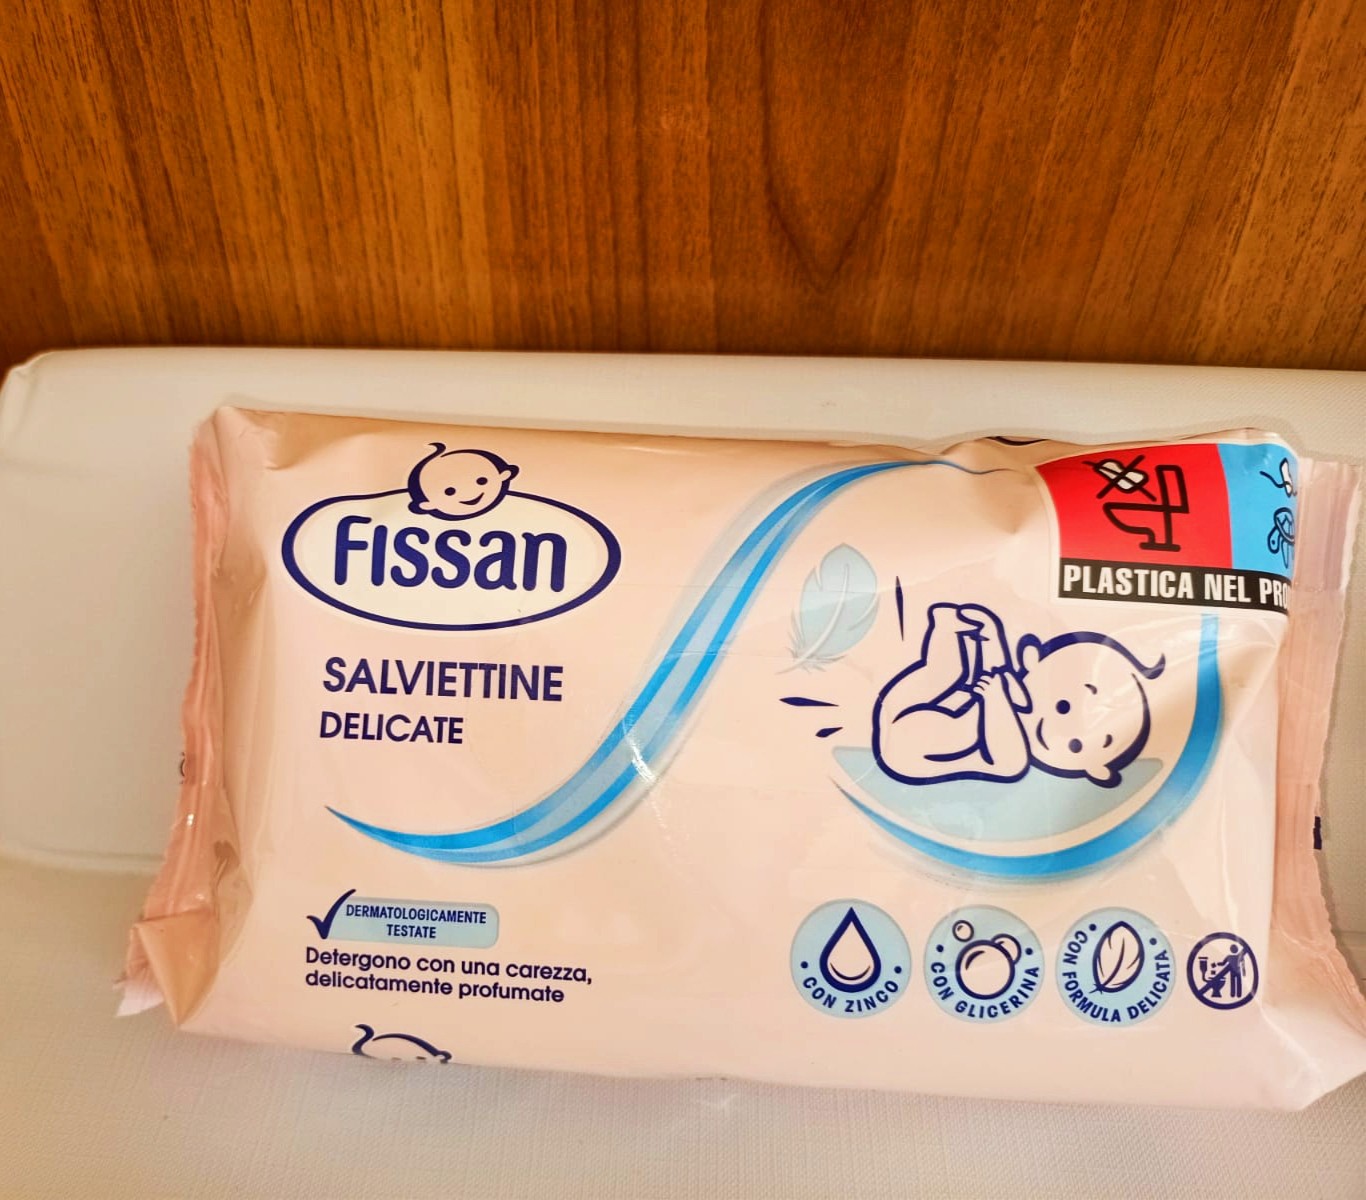 Fissan
SALVIETTINE
DELICATE
PLASTICA NEL
DERMATOLOGICAMENTE
TESTATE
Detergono con una carezza,
delicatamente profumate
CON ZINCO
CON GLICERINA
CON FORMULA DELICATA